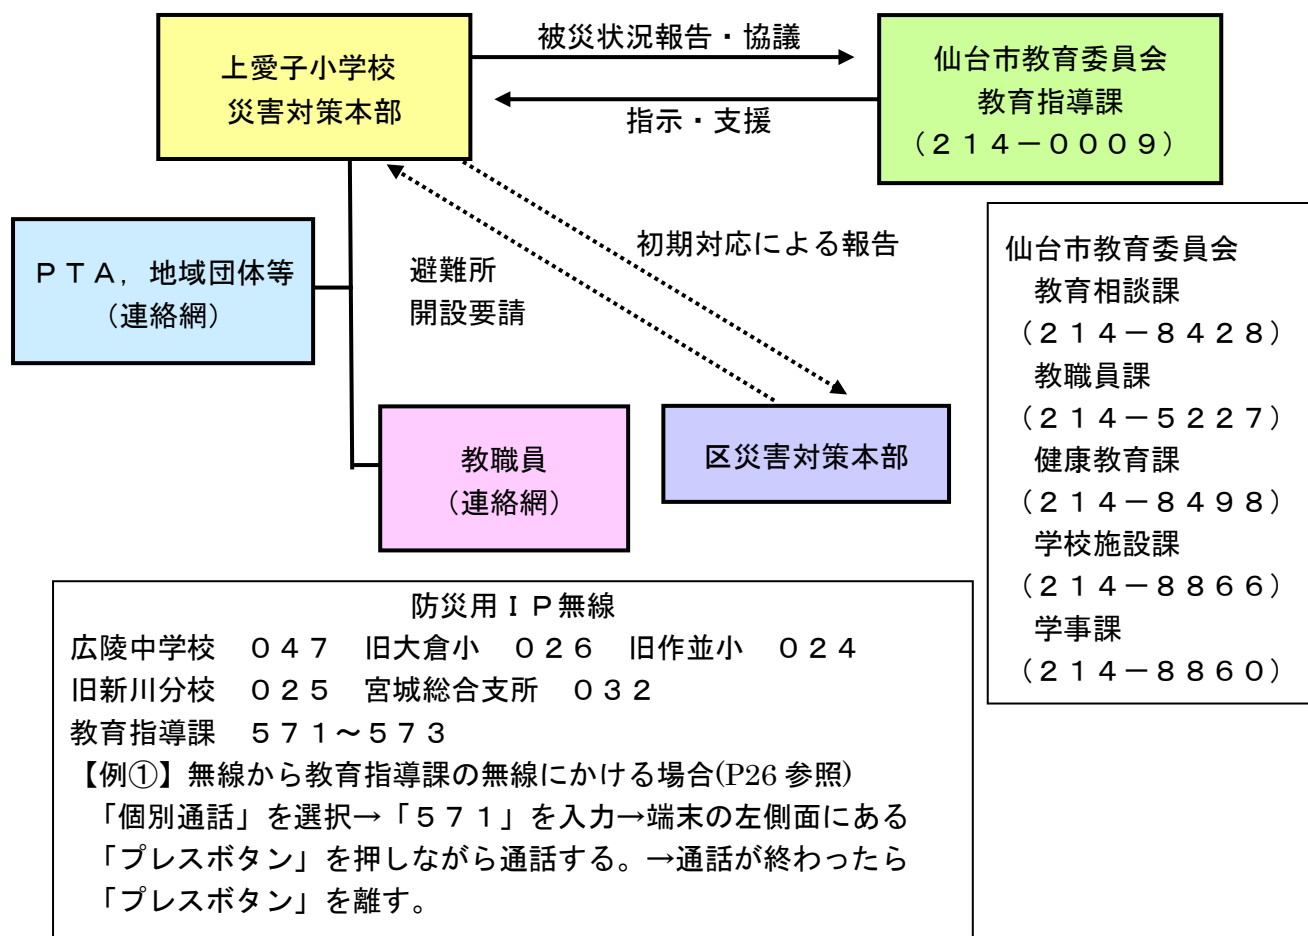 上愛子小学校
災害対策本部
被災状況報告・協議
指示・支援
仙台市教育委員会
教育指導課
（２１４－０００９）
ＰＴＡ，地域団体等
（連絡網）
避難所
開設要請
初期対応による報告
教職員
（連絡網）
区災害対策本部
仙台市教育委員会
教育相談課
（２１４－８４２８）
教職員課
（２１４－５２２７）
健康教育課
（２１４－８４９８）
学校施設課
（２１４－８８６６）
学事課
（２１４－８８６０）
防災用ＩＰ無線
広陵中学校　０４７　旧大倉小　０２６　旧作並小　０２４
旧新川分校　０２５　宮城総合支所　０３２
教育指導課　５７１～５７３
【例①】無線から教育指導課の無線にかける場合(P26 参照)
「個別通話」を選択→「５７１」を入力→端末の左側面にある
「プレスボタン」を押しながら通話する。→通話が終わったら
「プレスボタン」を離す。